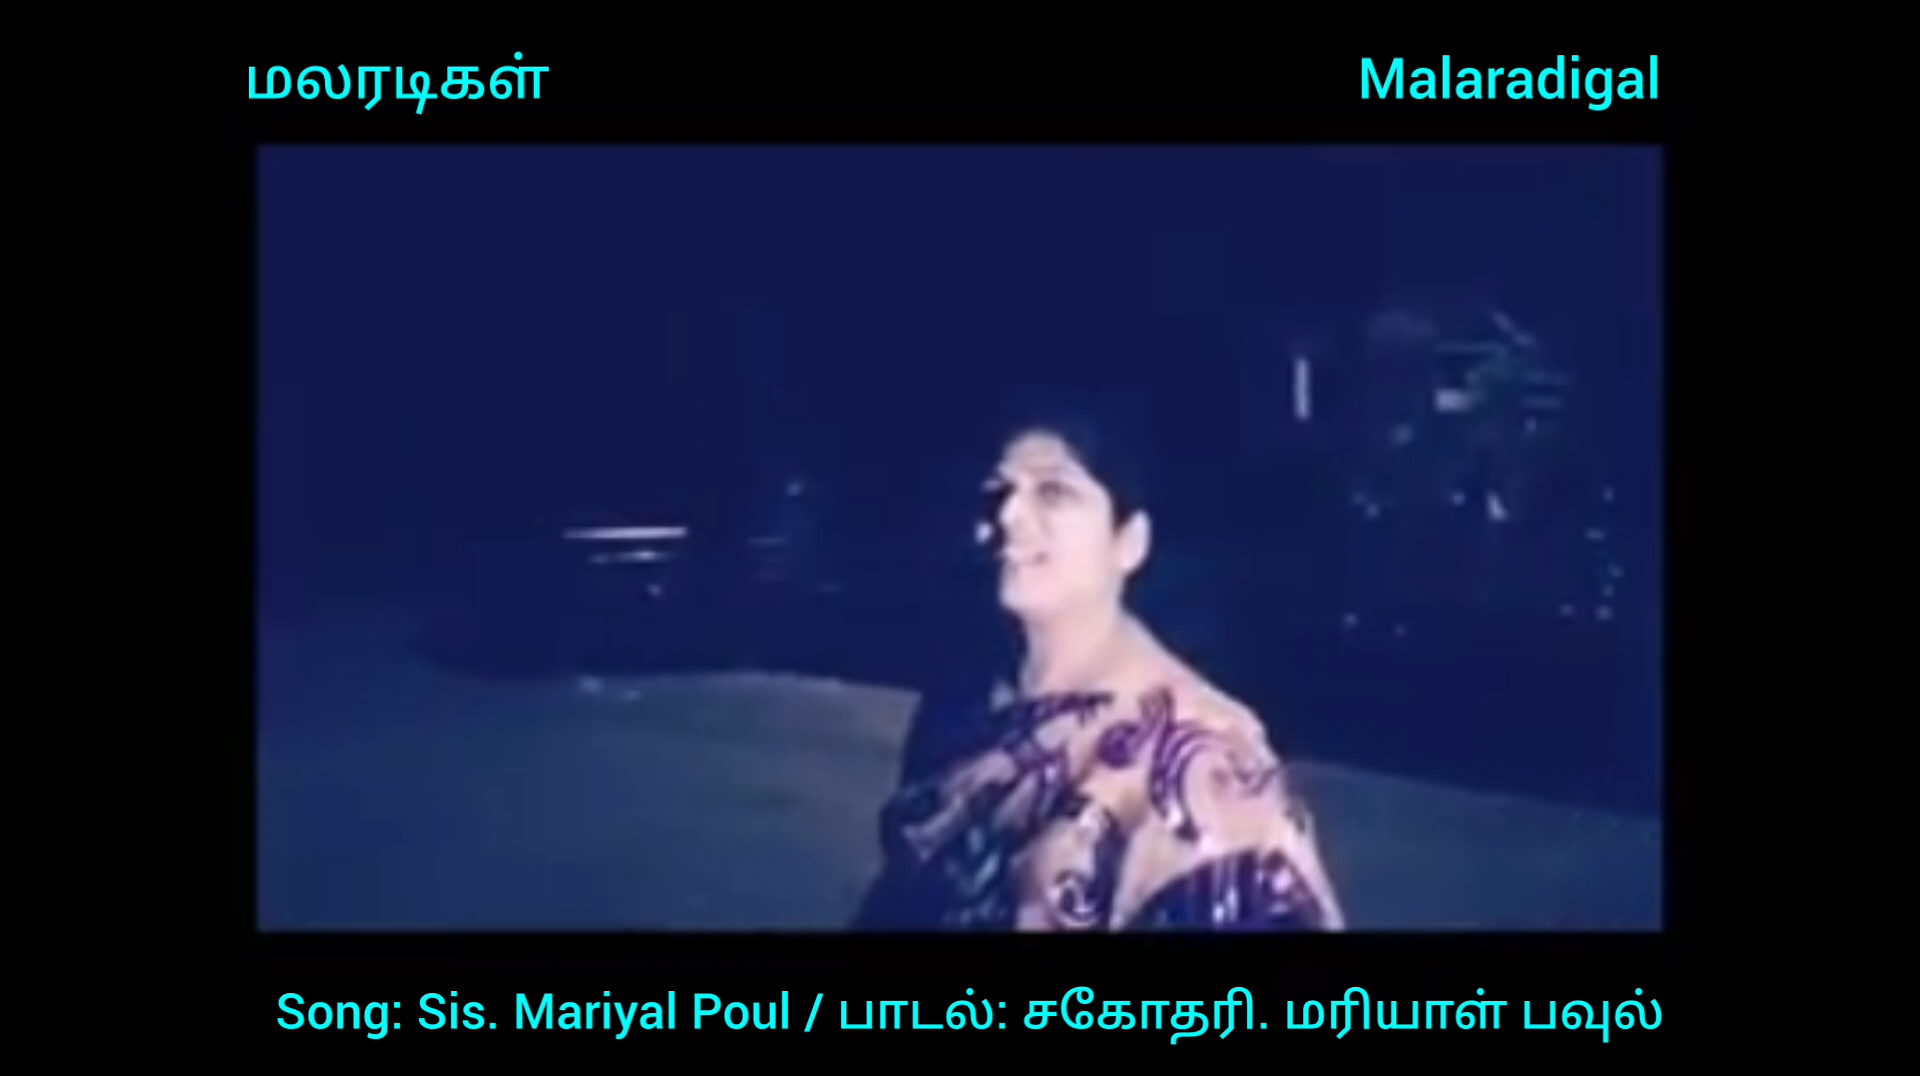 மலரடிகள் Malaradigal
Song: Sis. Mariyal Poul / பாடல்: சகோதரி. மரியாள் பவுல்